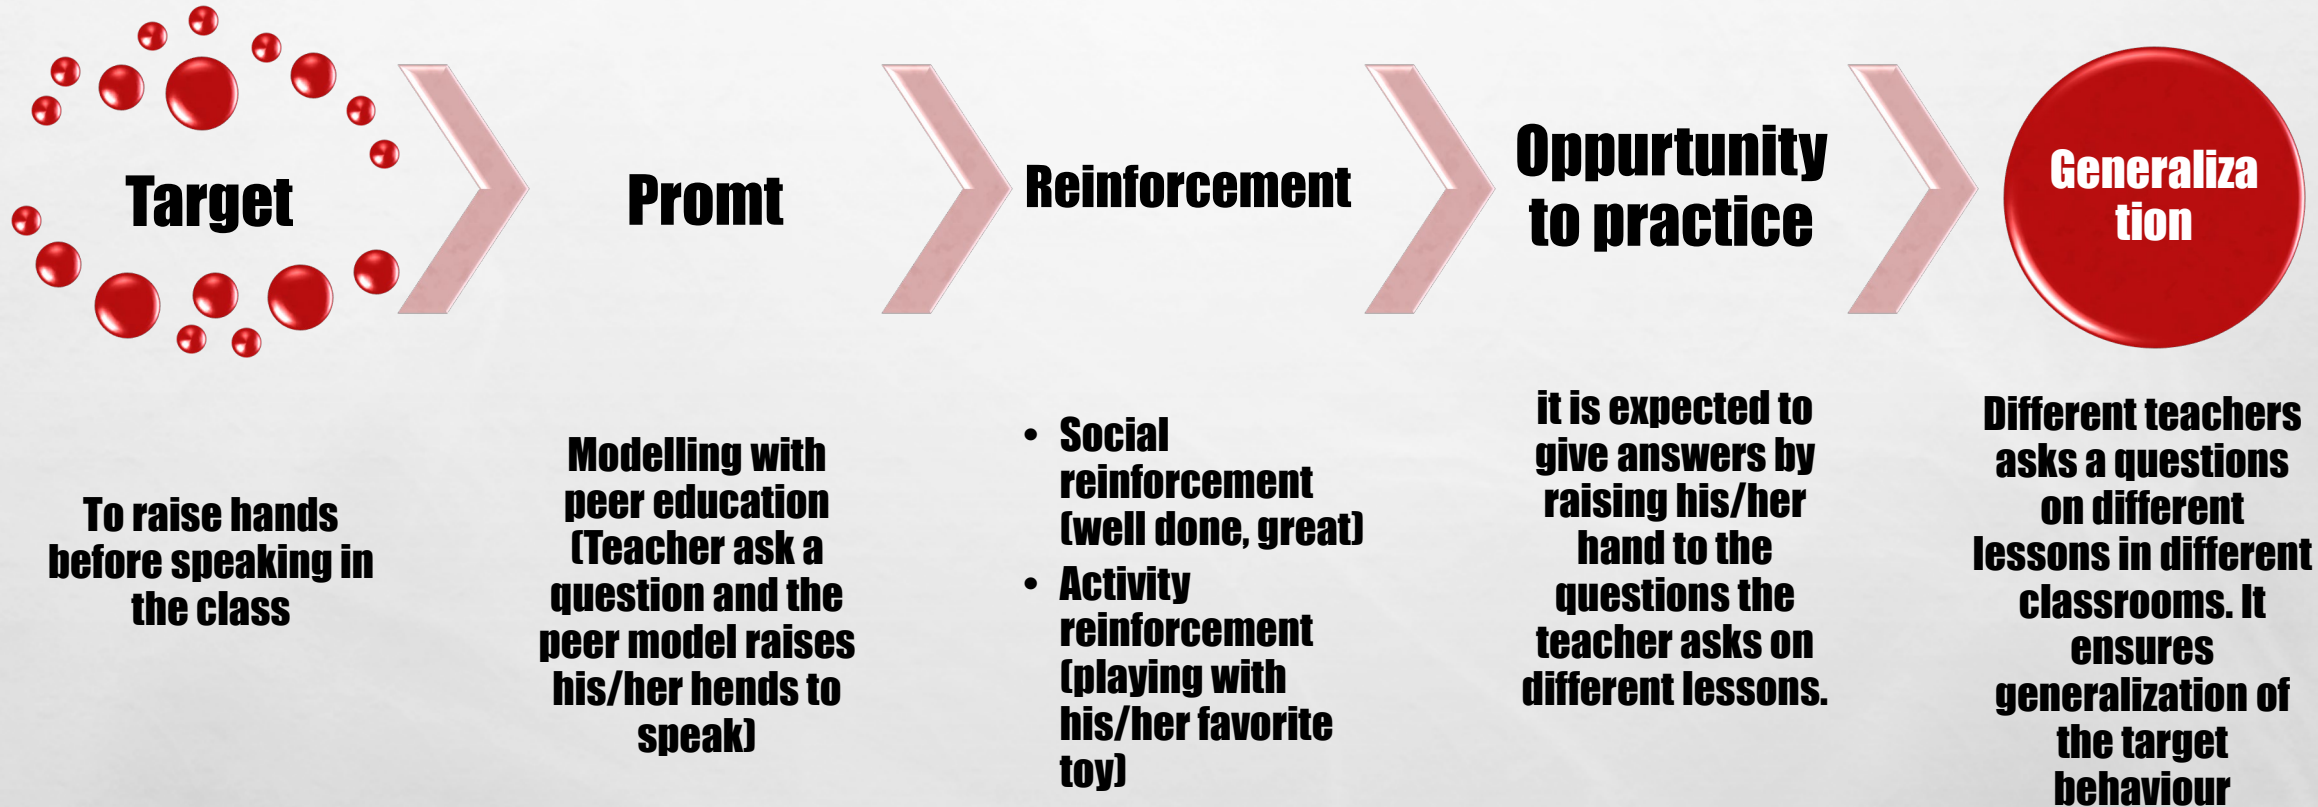 Target
To raise hands
before speaking in
the class
Promt
Modelling with
peer education
(Teacher ask a
question and the
peer model raises
his/her hends to
speak)
Reinforcement
• Social
reinforcement
(well done, great)
• Activity
reinforcement
(playing with
his/her favorite
toy)
Oppurtunity
to practice
it is expected to
give answers by
raising his/her
hand to the
questions the
teacher asks on
different lessons.
Generaliza
tion
Different teachers
asks a questions
on different
lessons in different
classrooms. It
ensures
generalization of
the target
behaviour